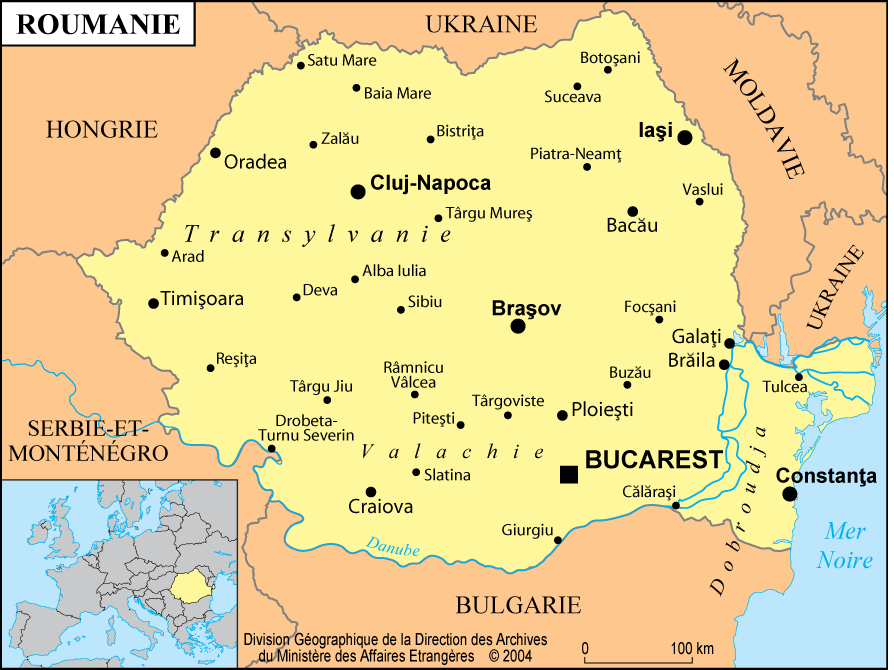 ROUMANIE
UKRAINE
HONGRIE
MOLDAVIE
UKRAINE
SERBIE-ET-
MONTÉNÉGRO
BULGARIE
Mer
Noire
Danube
Transylvanie
Valachie
Dobroudja
Satu Mare
Baia Mare
Botoşani
Suceava
Iaşi
Oradea
Zalău
Bistriţa
Piatra-Neamţ
Cluj-Napoca
Vaslui
Târgu Mureş
Bacău
Arad
Alba Iulia
Deva
Timişoara
Sibiu
Braşov
Focşani
Galaţi
Brăila
Reşiţa
Râmnicu
Vâlcea
Târgu Jiu
Buzău
Tulcea
Târgoviste
Ploieşti
Piteşti
Drobeta-
Turnu Severin
BUCAREST
Slatina
Constanţa
Craiova
Călăraşi
Giurgiu
Division Géographique de la Direction des Archives
du Ministère des Affaires Etrangères © 2004
0 100 km